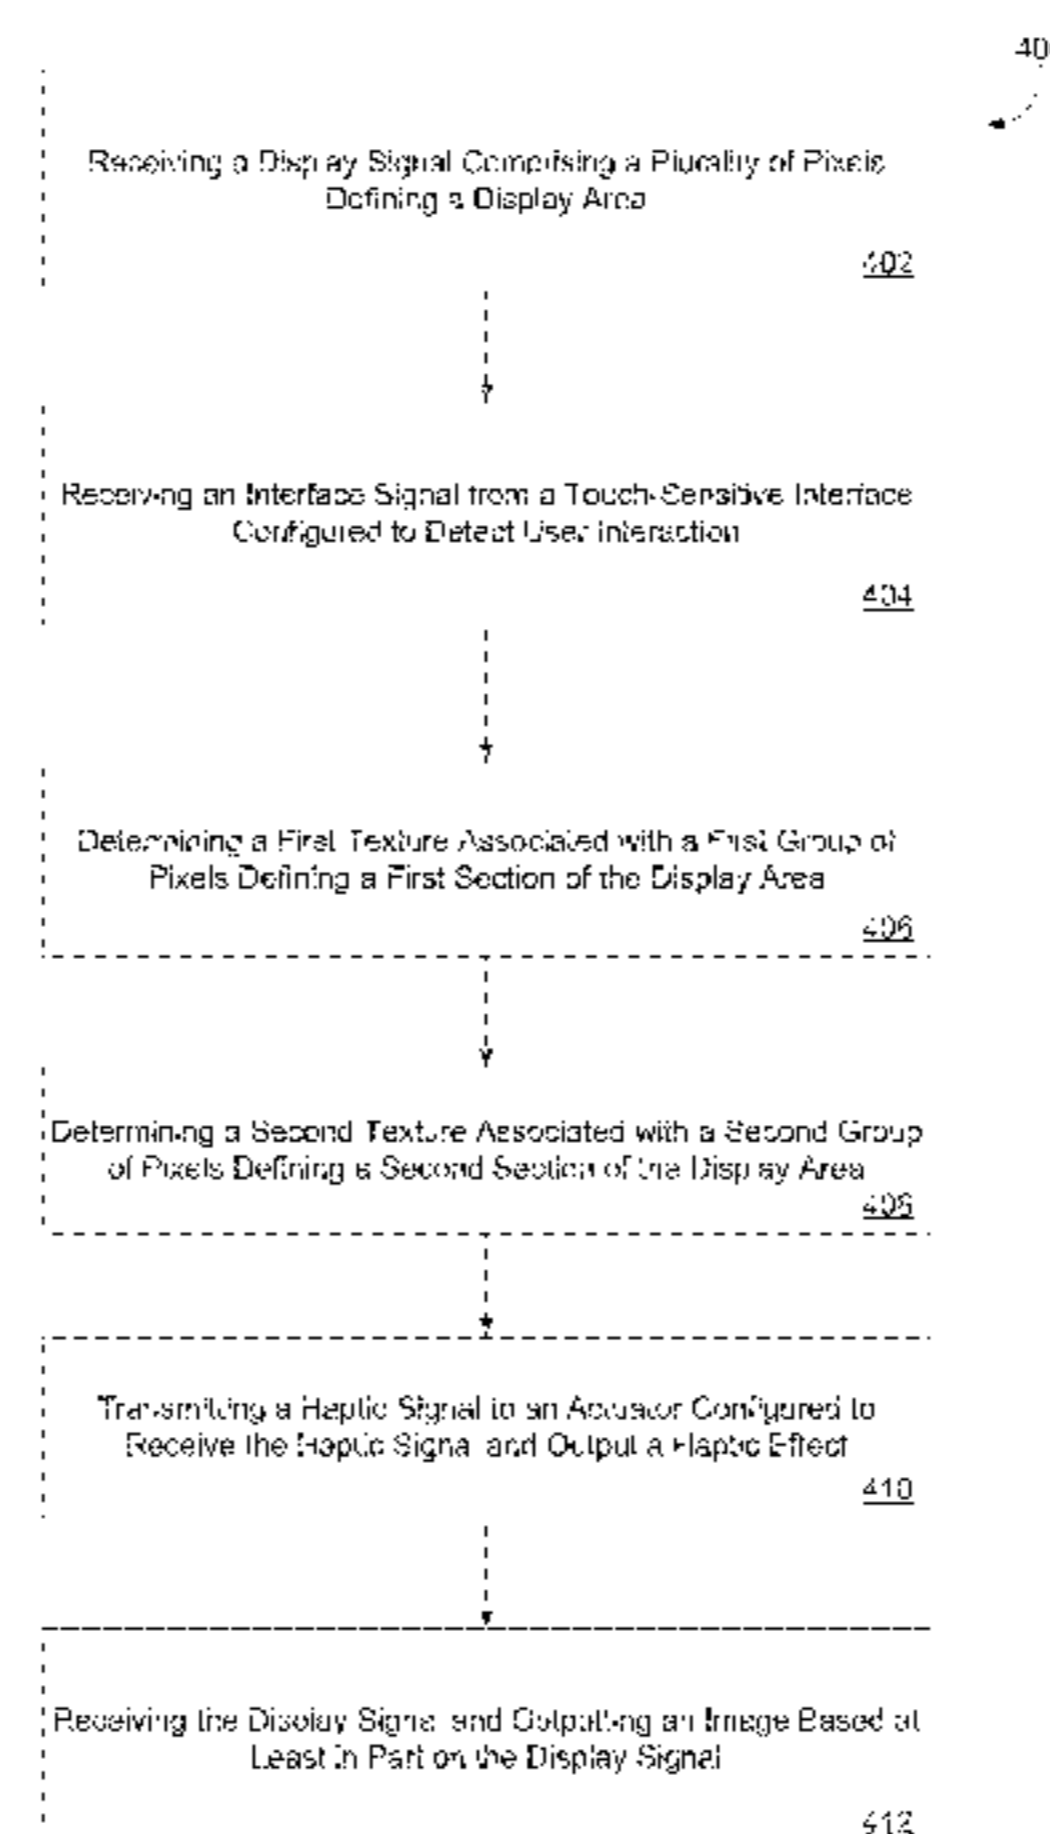 40
Receiving a Display Signal Comprising a Plurality of Pixels
Defining a Display Area
402
Receiving an Interface Signal from a Touch-Sensitive Interface
Configured to Detect User Interaction
404
Determining a First Texture Associated with a First Group of
Pixels Defining a First Section of the Display Area
406
Determining a Second Texture Associated with a Second Group
of Pixels Defining a Second Section of the Display Area
Transmitting a Haptic Signal to an Actuator Configured to
Receive the Haptic Signal and Output a Haptic Effect
410
Receiving the Display Signal and Outputting an Image Based at
Least In Part on the Display Signal
412